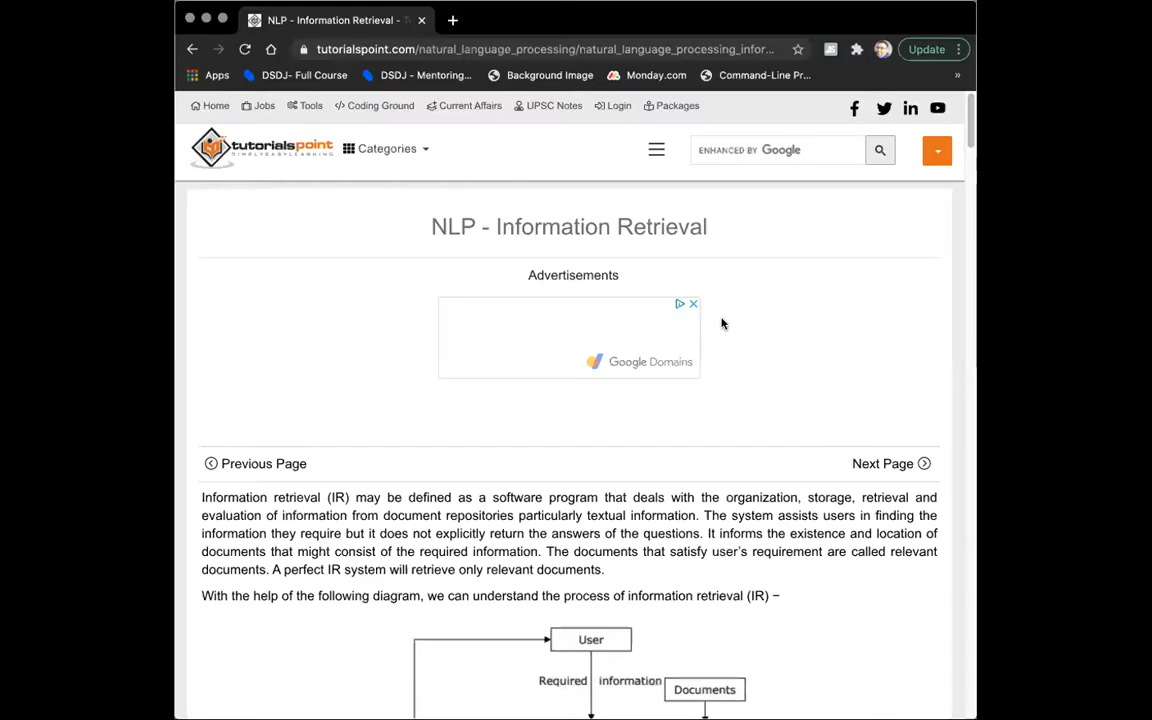 NLP - Information Retrieval -
tutorialspoint.com/natural_language_processing/natural_language_processing_infor...
Update
Apps DSDJ- Full Course DSDJ - Mentoring... Background Image Monday.com Command-Line Pr... »
Home Jobs Tools Coding Ground Current Affairs UPSC Notes Login Packages
tutorialspoint Categories ENHANCED BY Google
SIMPLYEASYLEARNING
NLP - Information Retrieval
Advertisements
Google Domains
Previous Page Next Page
Information retrieval (IR) may be defined as a software program that deals with the organization, storage, retrieval and
evaluation of information from document repositories particularly textual information. The system assists users in finding the
information they require but it does not explicitly return the answers of the questions. It informs the existence and location of
documents that might consist of the required information. The documents that satisfy user's requirement are called relevant
documents. A perfect IR system will retrieve only relevant documents.
With the help of the following diagram, we can understand the process of information retrieval (IR) −
User
Required information
Documents